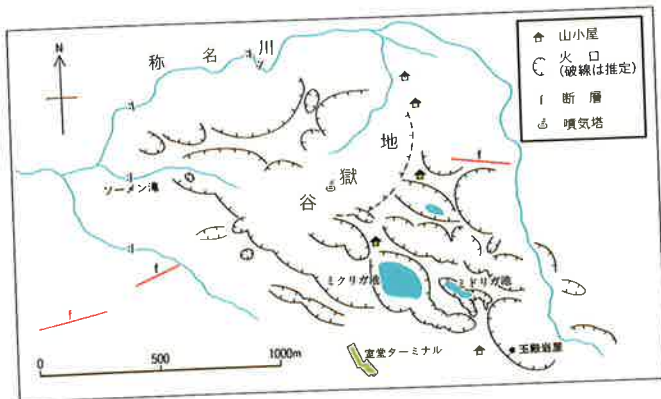 N
称名川
山小屋
火口
(破線は推定)
f 断層
噴気塔
地獄谷
ソーメン滝
f
f
f
ミクリガ池
ミドリガ池
玉殿岩屋
室堂ターミナル
0 500 1000m